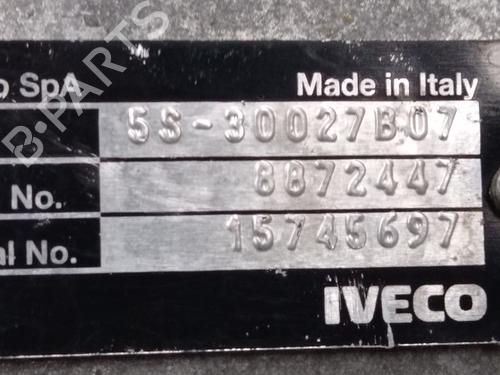 o SpA Made in Italy
5S-30027B07
No. 8872447
al No. 15745697
IVECO
B-PARTS